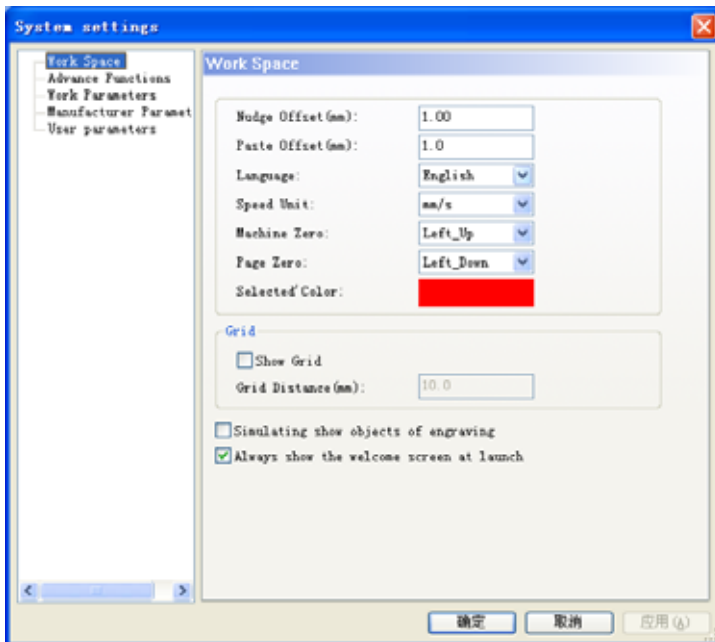 System settings
Work Space
Advance Functions
Work Parameters
Manufacturer Paramet
User parameters
Work Space
Nudge Offset(mm): 1.00
Paste Offset(mm): 1.0
Language: English
Speed Unit: mm/s
Machine Zero: Left_Up
Page Zero: Left_Down
Selected Color:
Grid
Show Grid
Grid Distance(mm): 10.0
Simulating show objects of engraving
Always show the welcome screen at launch
确定 取消 应用(A)